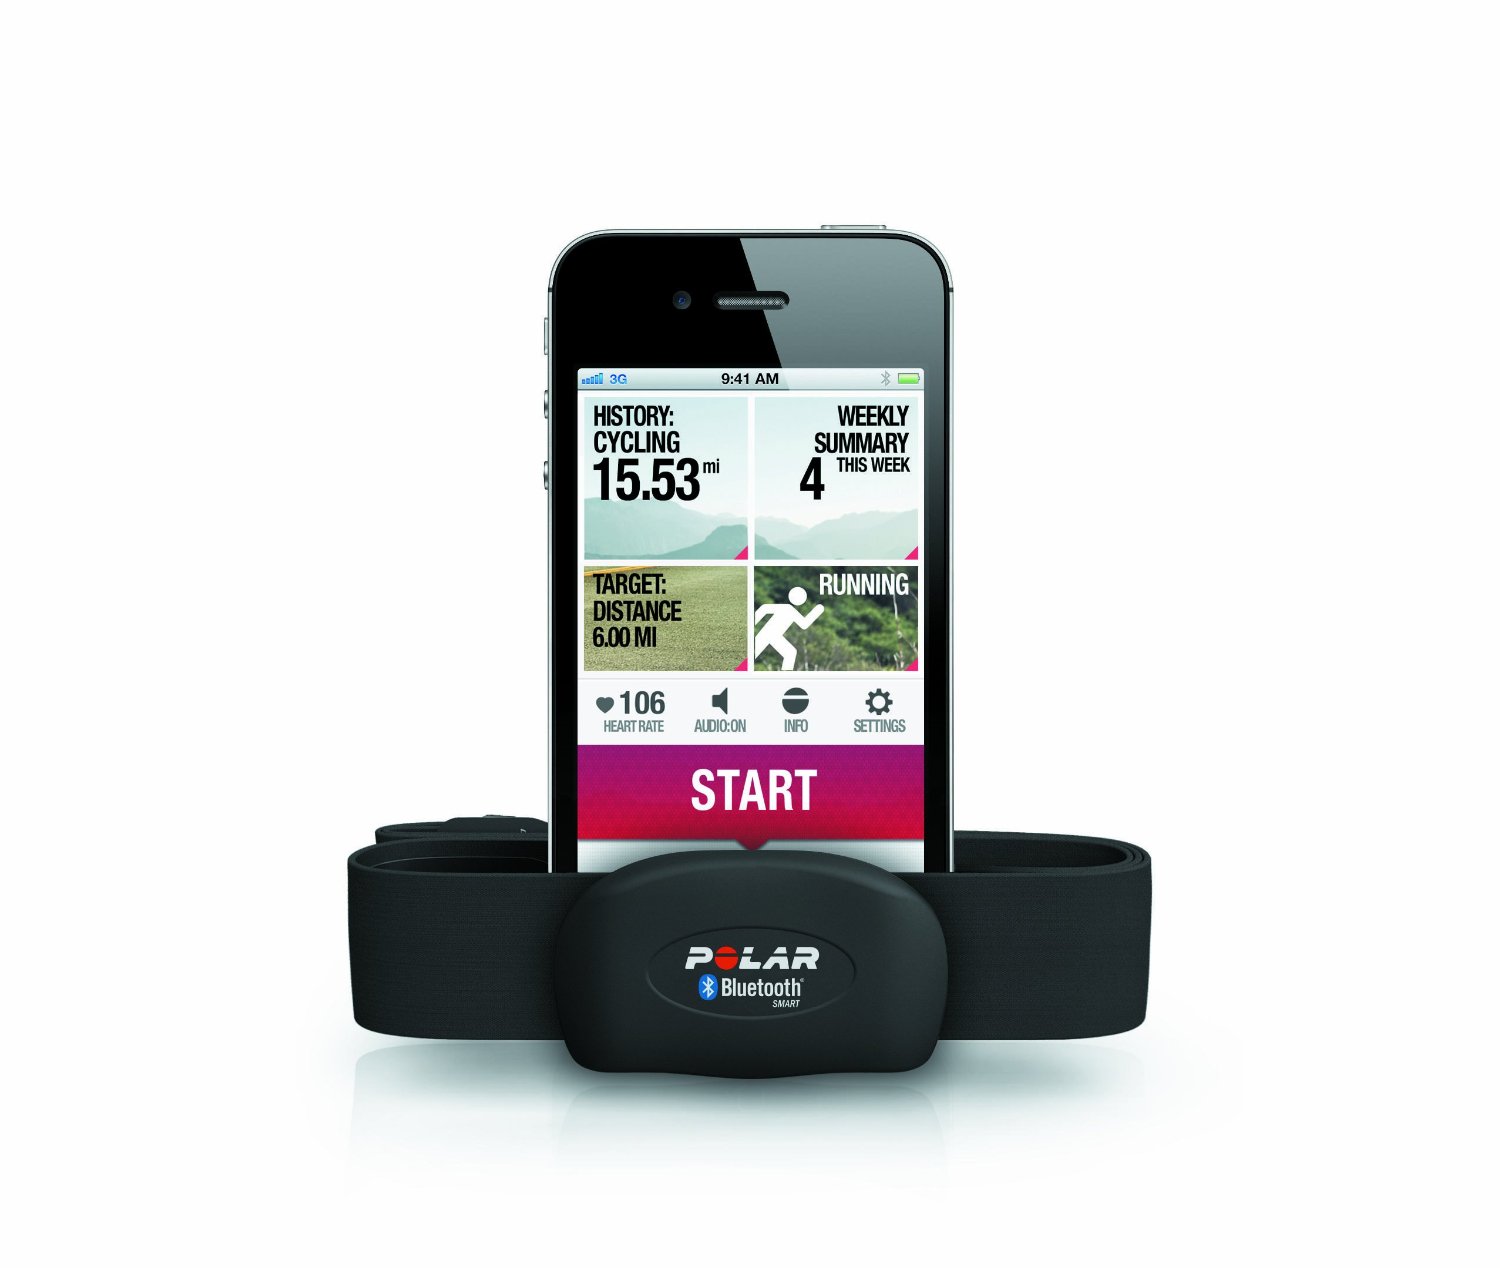 3G 9:41 AM
HISTORY:
CYCLING
15.53 mi
WEEKLY
SUMMARY
4 THIS WEEK
TARGET:
DISTANCE
6.00 MI
RUNNING
106
HEART RATE
AUDIO:ON
INFO
SETTINGS
START
POLAR
Bluetooth®
SMART